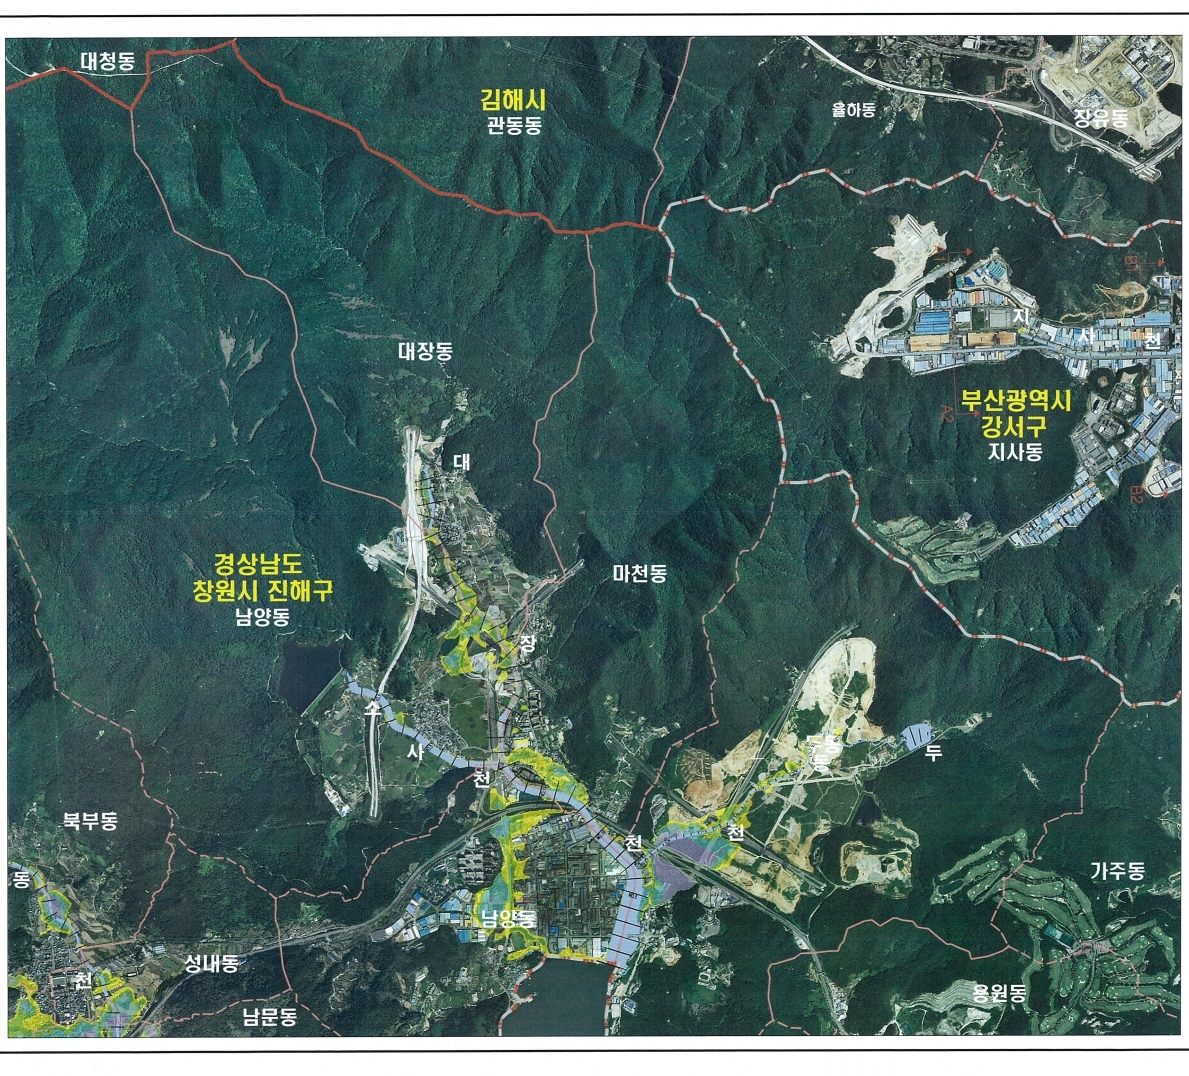 대청동
김해시
관동동
율하동
장유동
대장동
지
사
천
부산광역시
강서구
지사동
A2
B1
B2
대
경상남도
창원시 진해구
남양동
마천동
장
소
사
천
두
천
천
북부동
동
가주동
남양동
성내동
천
용원동
남문동